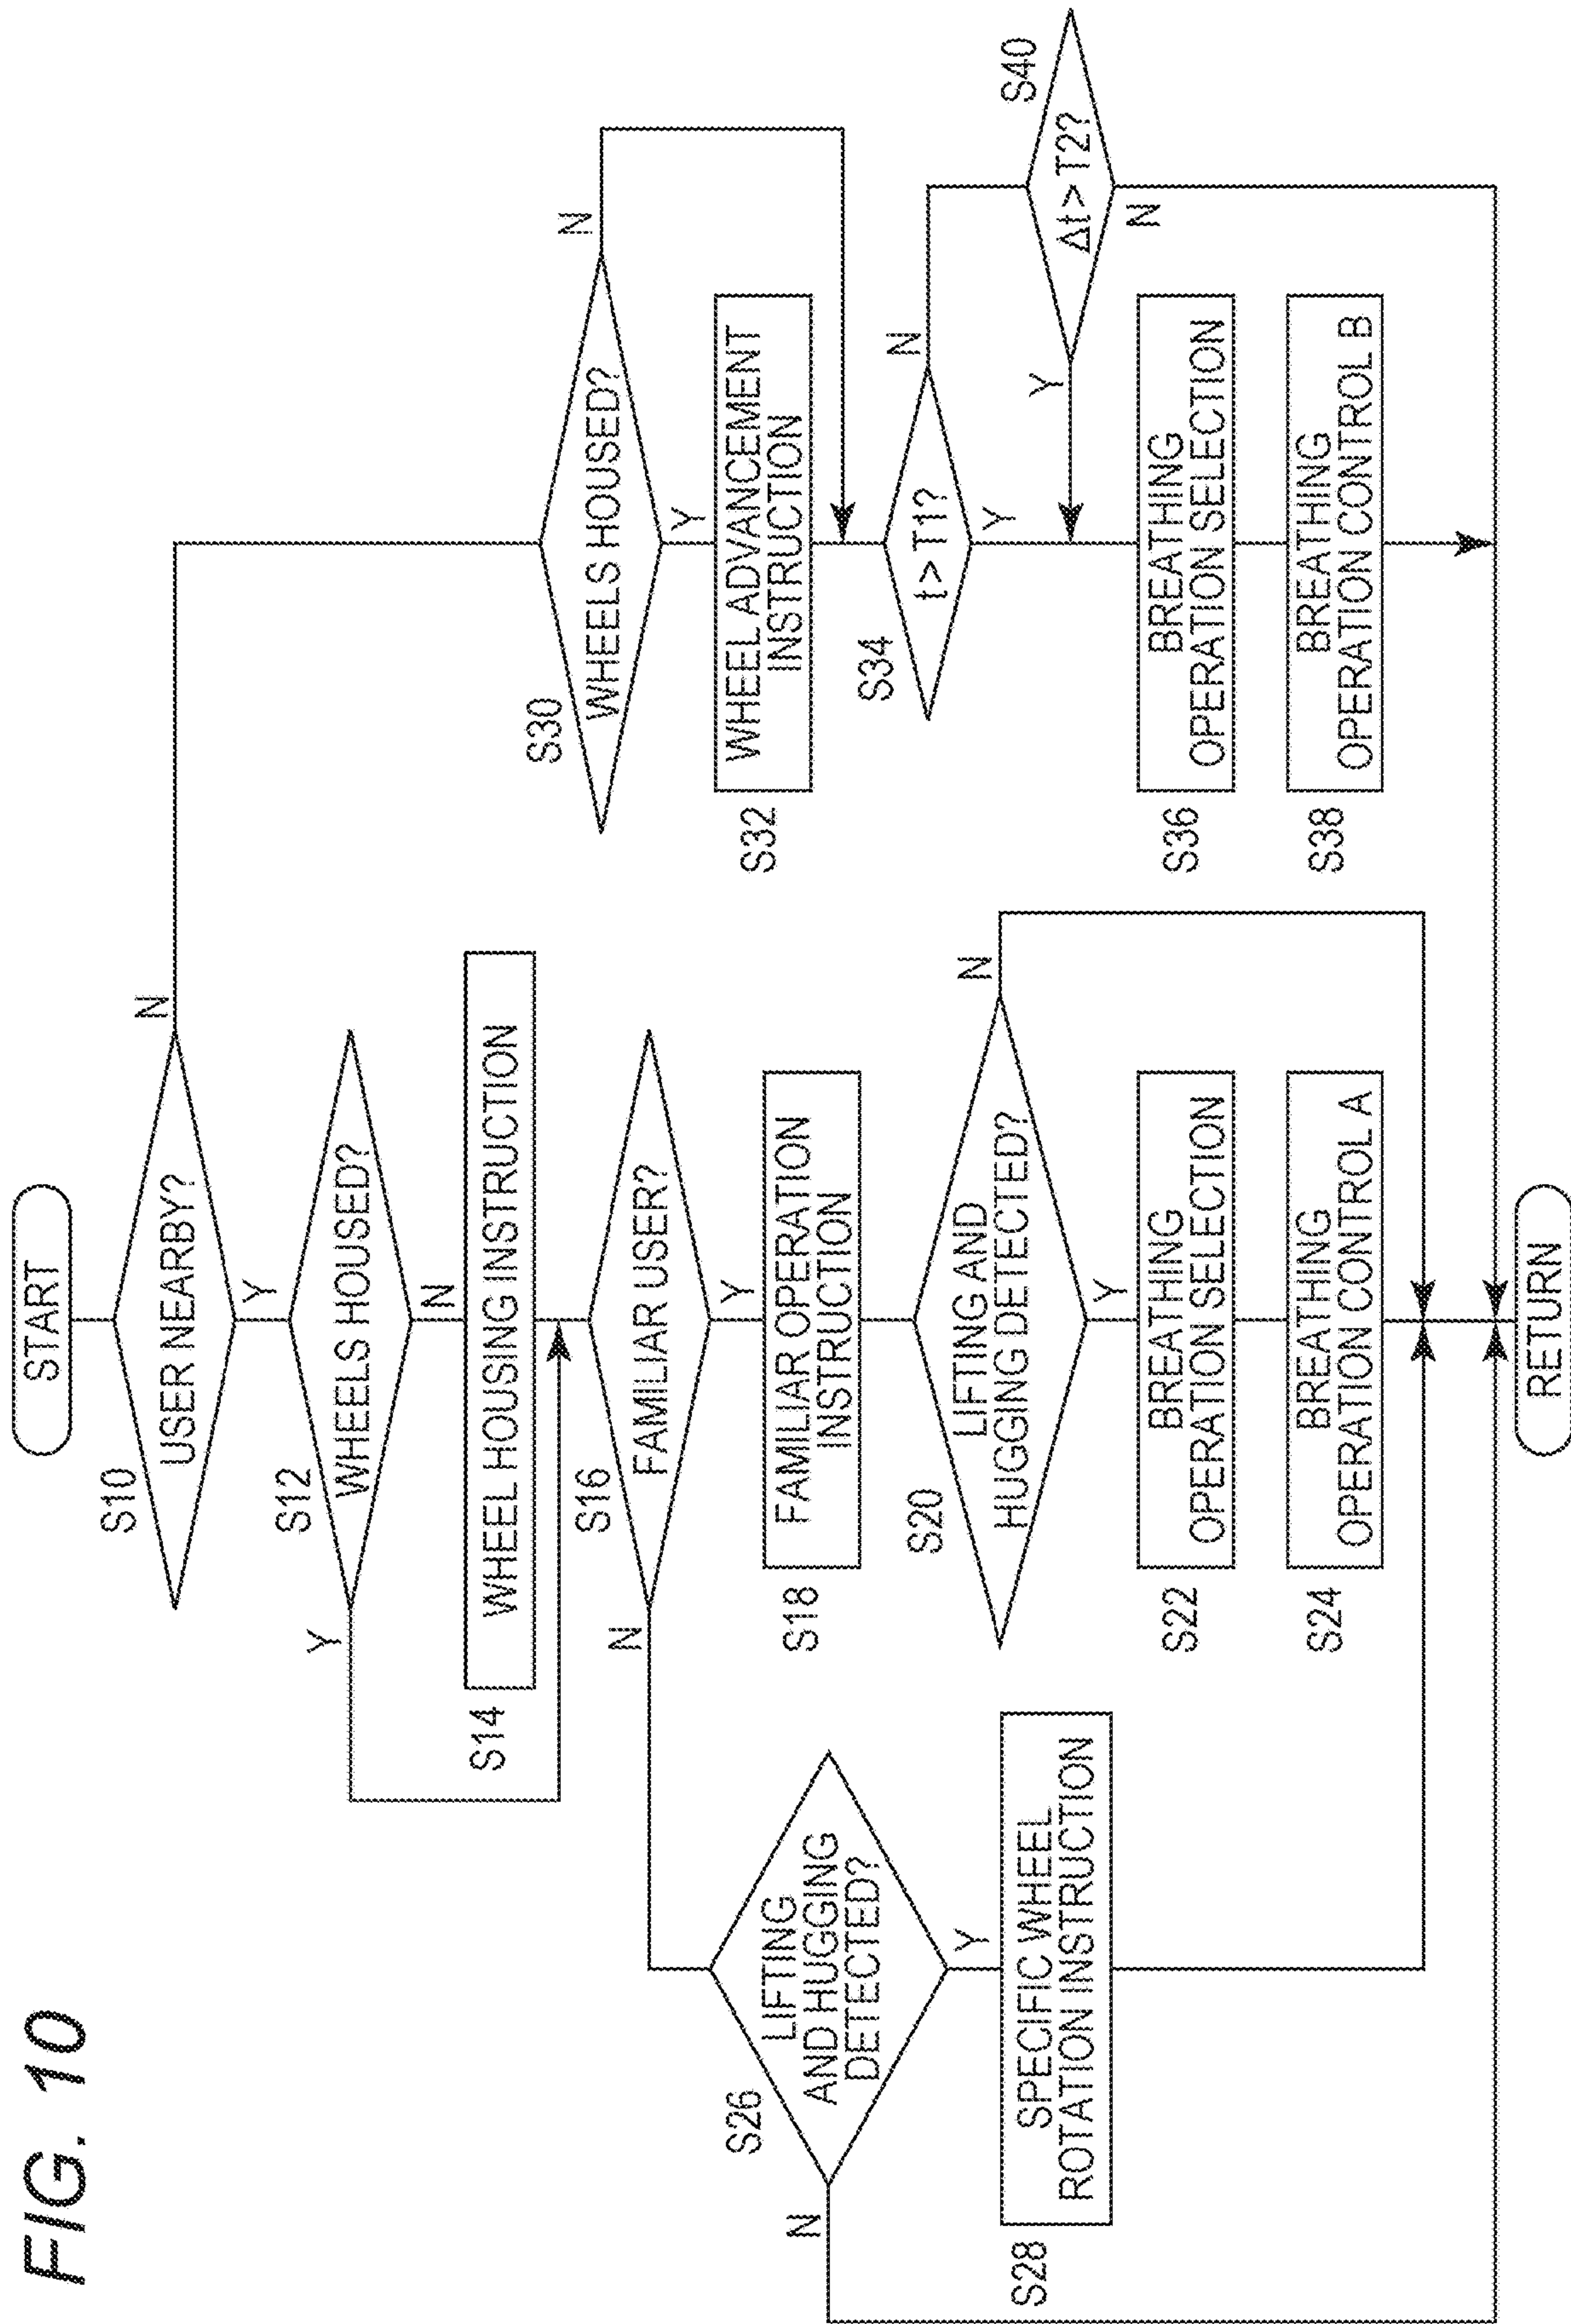 FIG. 10
START
S10
USER NEARBY?
N
Y
S12
WHEELS HOUSED?
Y
N
S14
WHEEL HOUSING INSTRUCTION
S16
FAMILIAR USER?
N
Y
S18
FAMILIAR OPERATION
INSTRUCTION
S20
LIFTING AND
HUGGING DETECTED?
N
Y
S22
BREATHING
OPERATION SELECTION
S24
BREATHING
OPERATION CONTROL A
S26
LIFTING
AND HUGGING
DETECTED?
N
Y
S28
SPECIFIC WHEEL
ROTATION INSTRUCTION
S30
WHEELS HOUSED?
N
Y
S32
WHEEL ADVANCEMENT
INSTRUCTION
S34
t> T1?
N
Y
S40
Δt> T2?
Y
N
S36
BREATHING
OPERATION SELECTION
S38
BREATHING
OPERATION CONTROL B
RETURN